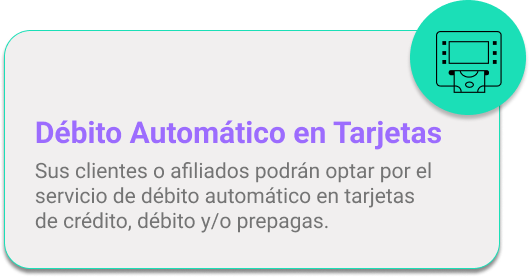 Débito Automático en Tarjetas
Sus clientes o afiliados podrán optar por el
servicio de débito automático en tarjetas
de crédito, débito y/o prepagas.